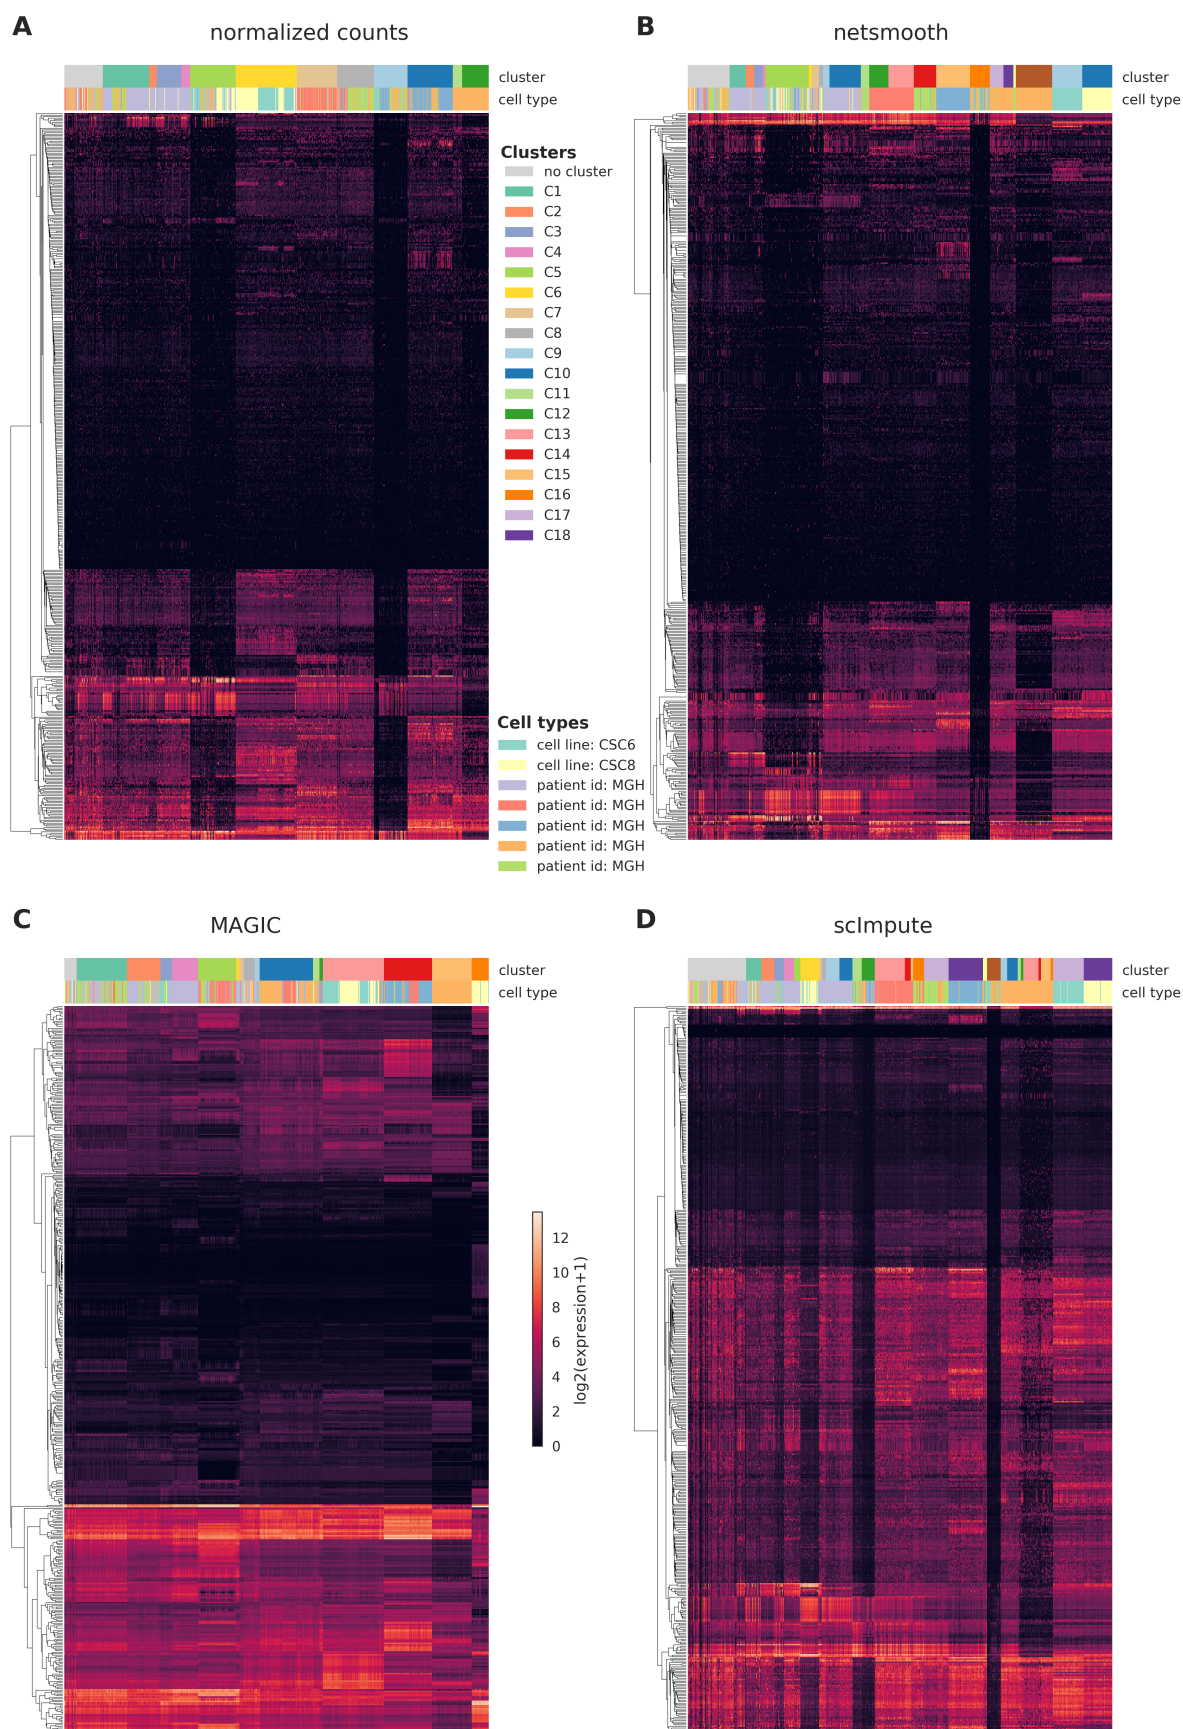 A
normalized counts
cluster
cell type
B
netsmooth
cluster
cell type
Clusters
no cluster
C1
C2
C3
C4
C5
C6
C7
C8
C9
C10
C11
C12
C13
C14
C15
C16
C17
C18
Cell types
cell line: CSC6
cell line: CSC8
patient id: MGH
patient id: MGH
patient id: MGH
patient id: MGH
patient id: MGH
C
MAGIC
cluster
cell type
12
10
8
6
4
2
0
log2(expression+1)
D
scImpute
cluster
cell type